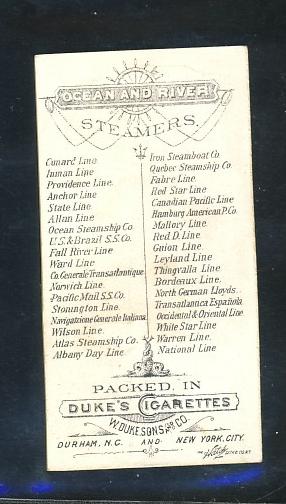 OCEAN AND RIVER
STEAMERS.
Cunard Line
Inman Line
Providence Line.
Anchor Line
State Line
Allan Line
Ocean Steamship Co.
U.S.& Brazil S.S.Co.
Fall River Line
Ward Line
Co. Generale Transatlantique
Norwich Line.
Pacific Mail S.S.Co.
Stonington Line.
Navigatzione Generale Italiana
Wilson Line.
Atlas Steamship Co.
Albany Day Line
Iron Steamboat Co.
Quebec Steamship Co.
Fabre Line.
Red Star Line
Canadian Pacific Line
Hamburg American P. Co.
Mallory Line.
Red D. Line.
Guion Line.
Leyland Line
Thingvalla Line
Bordeaux Line.
North German Lloyds.
Transatlantica Española
Occidental & Oriental Line
White Star Line
Warren Line.
National Line
PACKED IN
DUKE'S CIGARETTES
W. DUKE SONS AND CO.
DURHAM, N.C. AND NEW YORK, CITY.